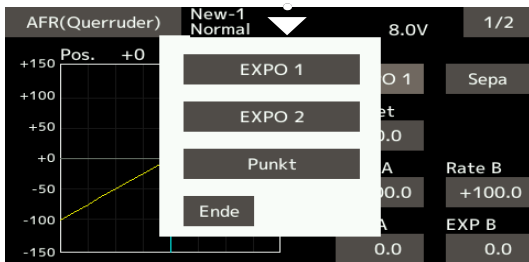 AFR(Querruder)
New-1
Normal
8.0V
1/2
Pos. +0
+150
+100
+50
+0
-50
-100
-150
EXPO 1
EXPO 2
Punkt
Ende
O 1
Sepa
et
0.0
A
Rate B
00.0
+100.0
A
EXP B
0.0
0.0